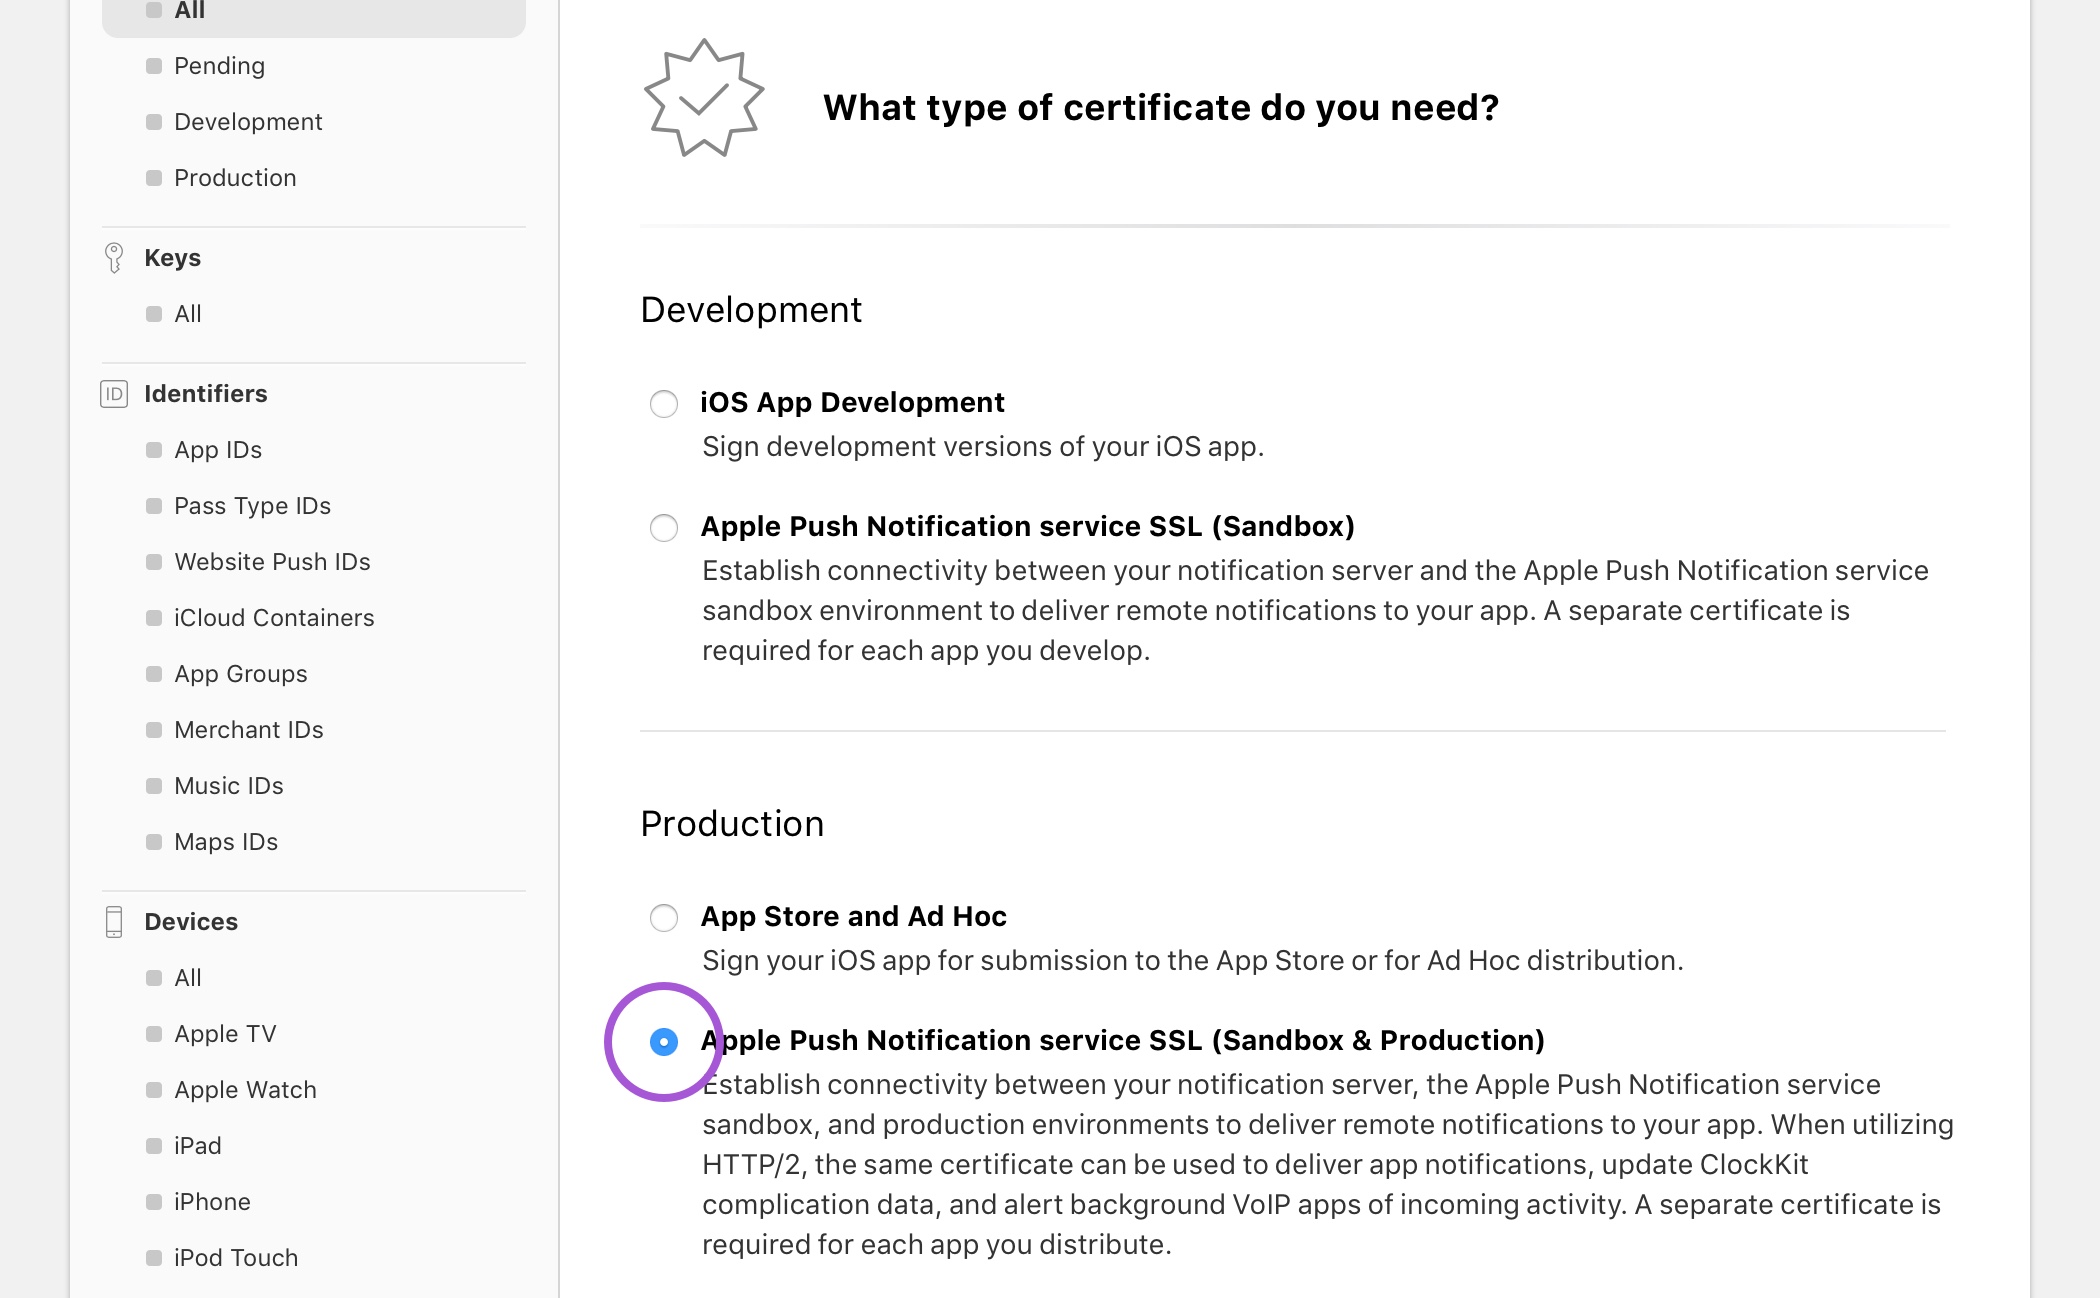 All
Pending
Development
Production
Keys
All
ID Identifiers
App IDs
Pass Type IDs
Website Push IDs
iCloud Containers
App Groups
Merchant IDs
Music IDs
Maps IDs
Devices
All
Apple TV
Apple Watch
iPad
iPhone
iPod Touch
What type of certificate do you need?
Development
iOS App Development
Sign development versions of your iOS app.
Apple Push Notification service SSL (Sandbox)
Establish connectivity between your notification server and the Apple Push Notification service
sandbox environment to deliver remote notifications to your app. A separate certificate is
required for each app you develop.
Production
App Store and Ad Hoc
Sign your iOS app for submission to the App Store or for Ad Hoc distribution.
Apple Push Notification service SSL (Sandbox & Production)
Establish connectivity between your notification server, the Apple Push Notification service
sandbox, and production environments to deliver remote notifications to your app. When utilizing
HTTP/2, the same certificate can be used to deliver app notifications, update ClockKit
complication data, and alert background VoIP apps of incoming activity. A separate certificate is
required for each app you distribute.